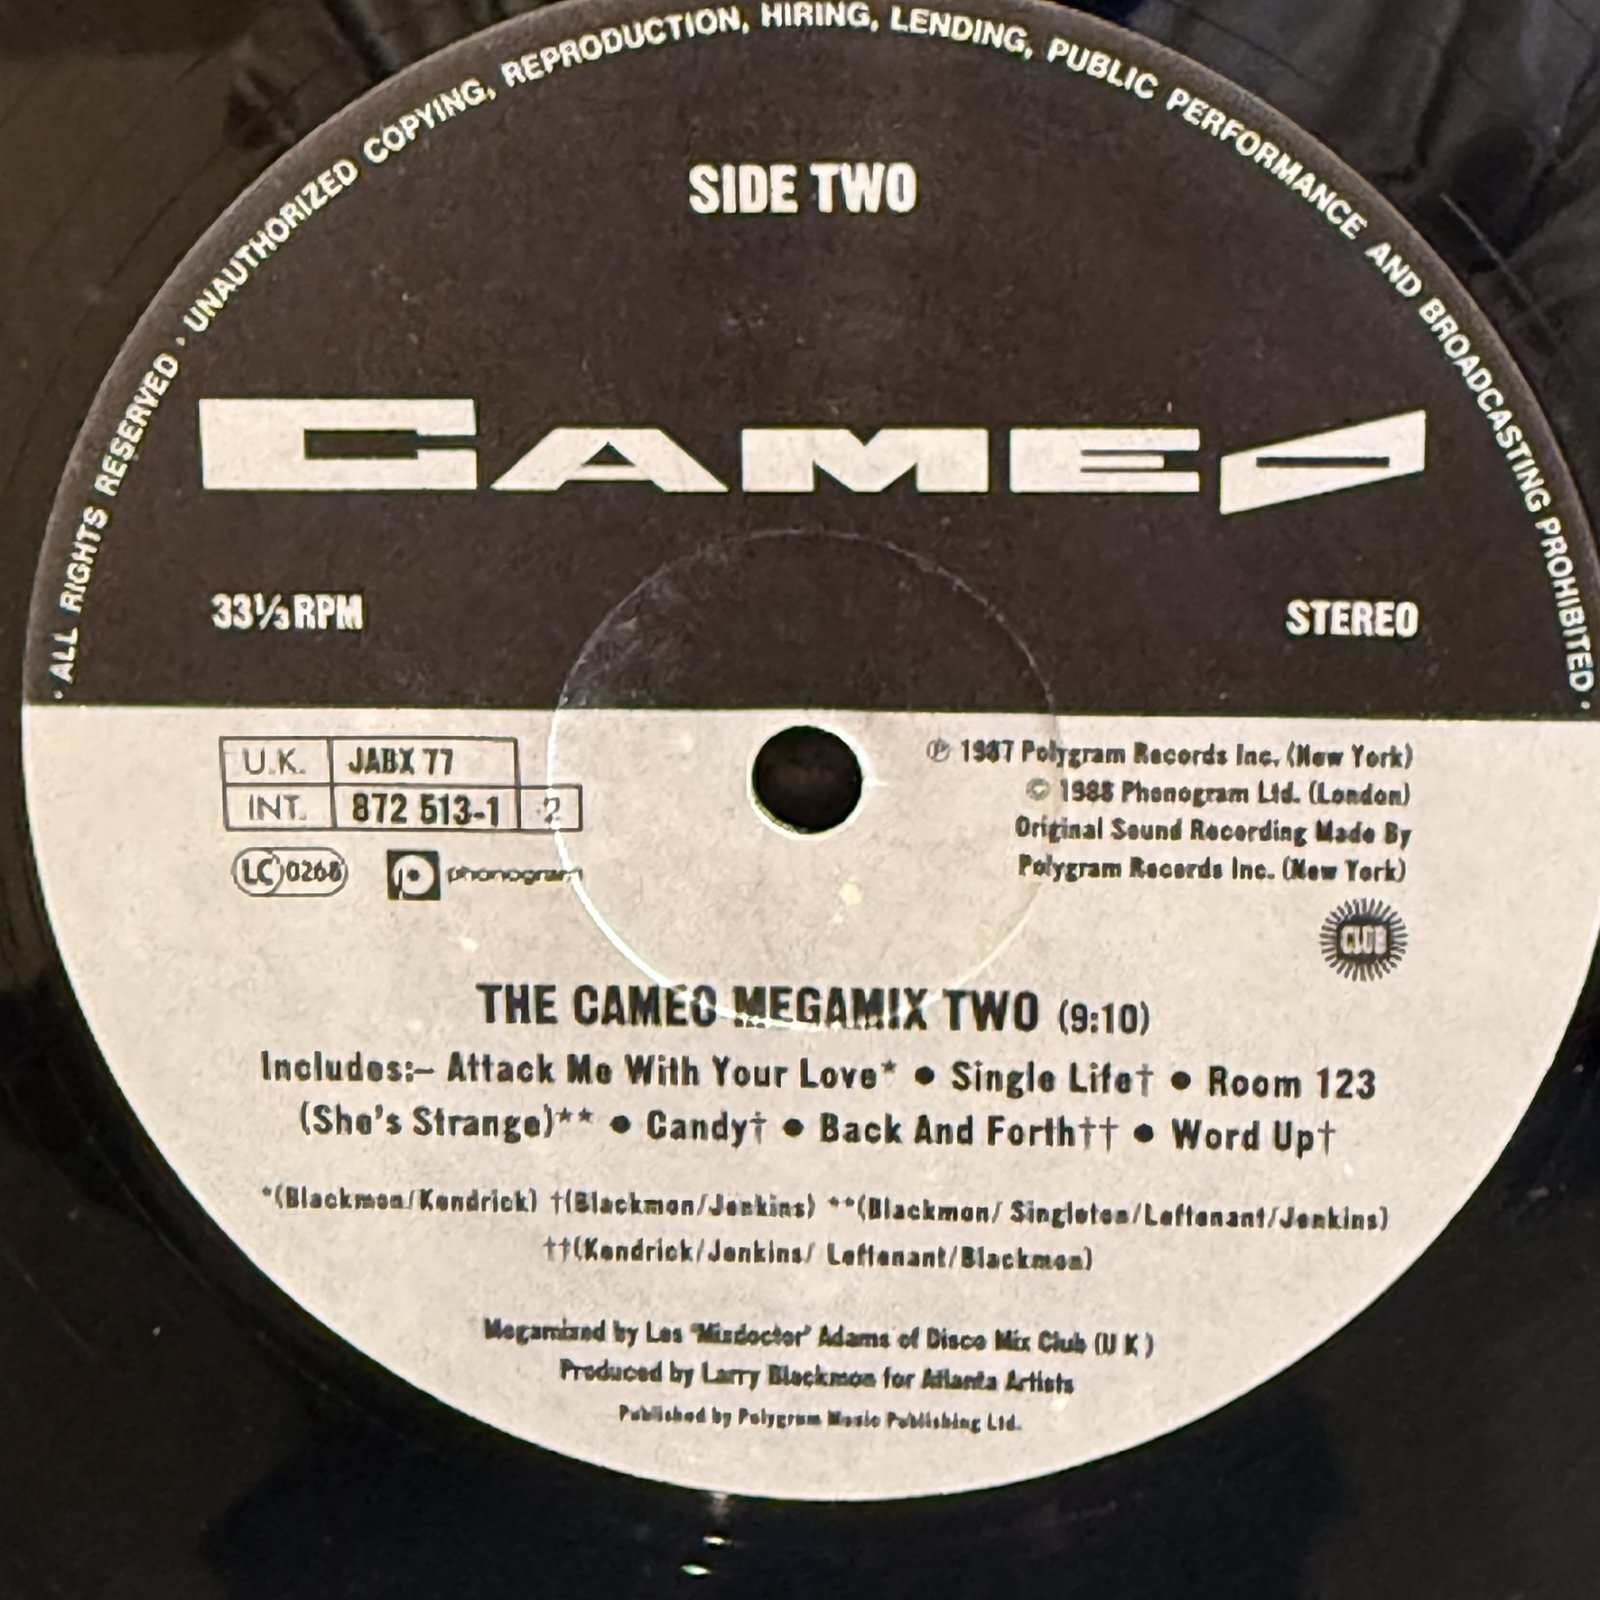 · ALL RIGHTS RESERVED · UNAUTHORIZED COPYING, REPRODUCTION, HIRING, LENDING, PUBLIC PERFORMANCE AND BROADCASTING PROHIBITED ·
SIDE TWO
CAMEO
33⅓ RPM
STEREO
U.K. JABX 77
INT. 872 513-1 2
LC 0268 phonogram
℗ 1987 Polygram Records Inc. (New York)
© 1988 Phonogram Ltd. (London)
Original Sound Recording Made By
Polygram Records Inc. (New York)
CLUB
THE CAMEO MEGAMIX TWO (9:10)
Includes:– Attack Me With Your Love* ● Single Life† ● Room 123
(She's Strange)** ● Candy† ● Back And Forth†† ● Word Up†
*(Blackmon/Kendrick) †(Blackmon/Jenkins) **(Blackmon/ Singleton/Leftenant/Jenkins)
††(Kendrick/Jenkins/ Leftenant/Blackmon)
Megamixed by Les "Mixdoctor" Adams of Disco Mix Club (U K )
Produced by Larry Blackmon for Atlanta Artists
Published by Polygram Music Publishing Ltd.